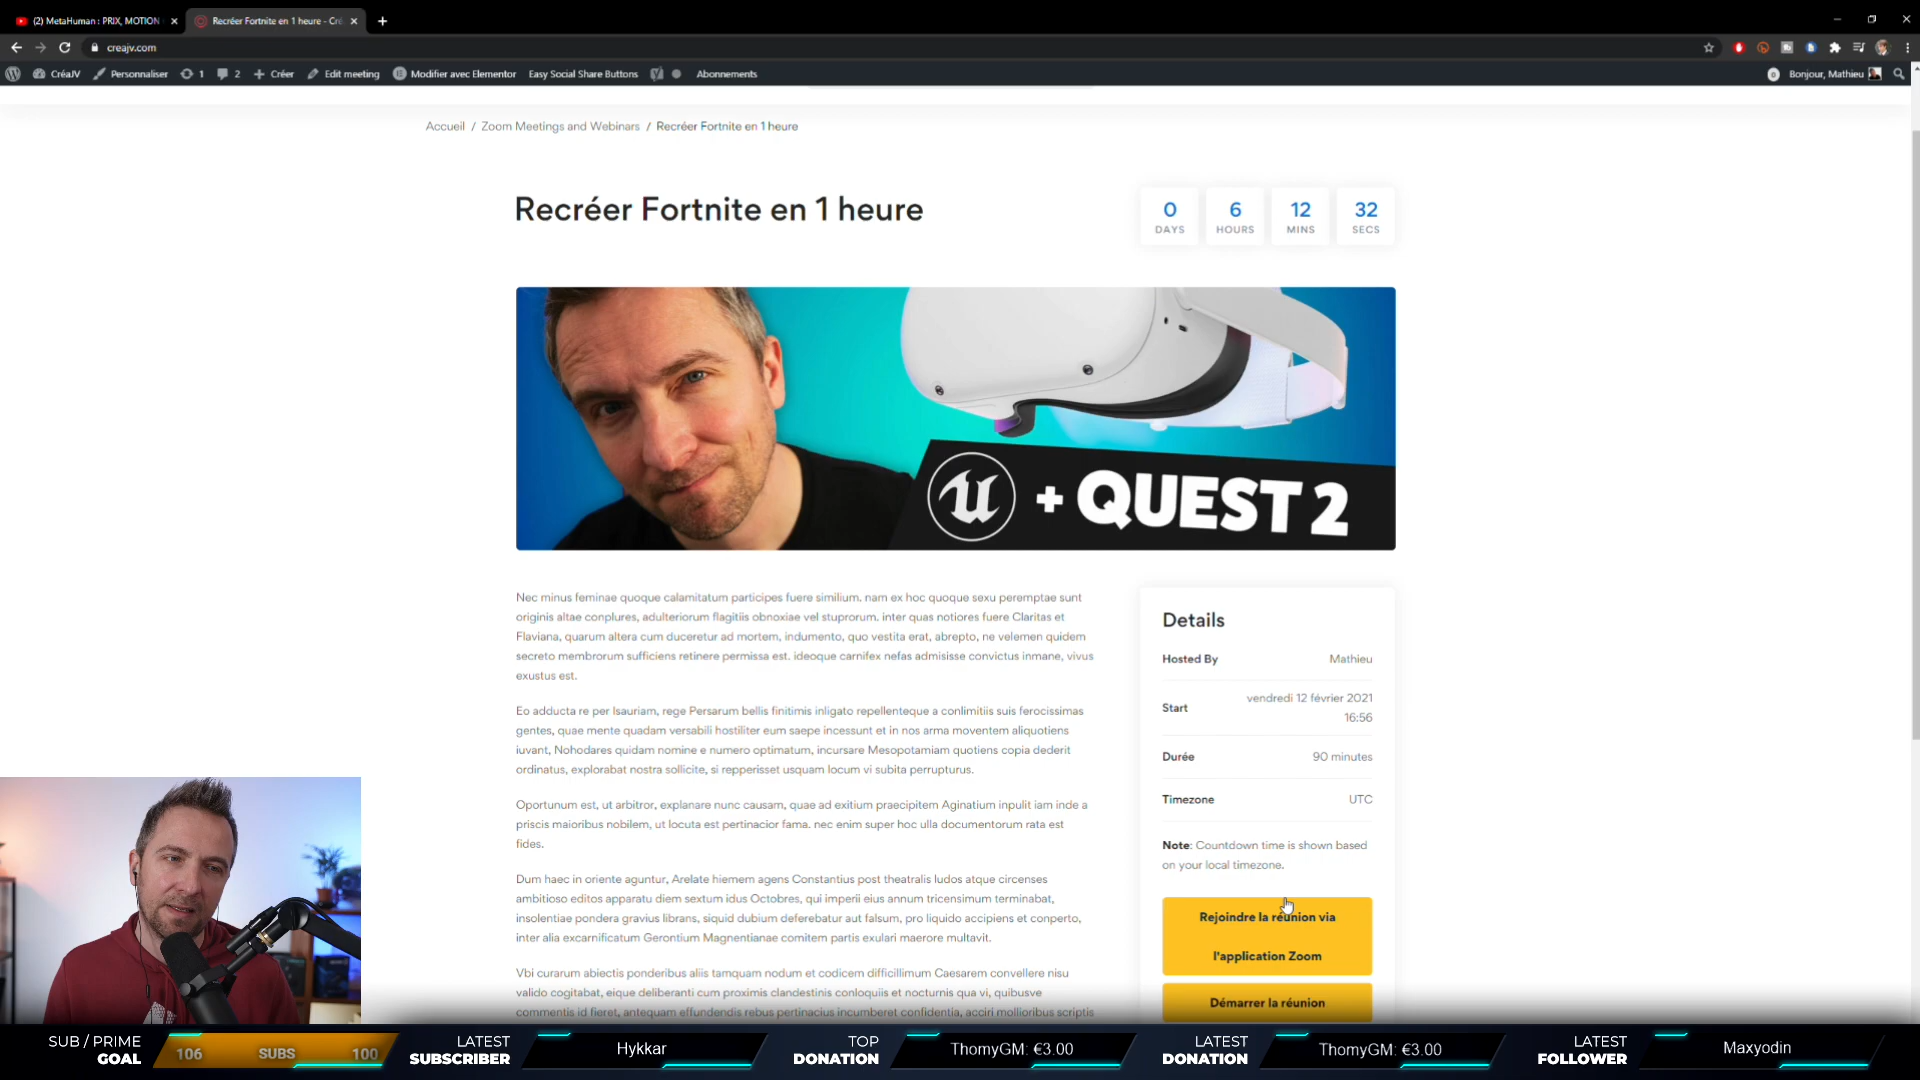 (2) MetaHuman : PRIX, MOTION
Recréer Fortnite en 1 heure - Cré
creajv.com
CréaJV
Personnaliser
1
2
Créer
Edit meeting
Modifier avec Elementor
Easy Social Share Buttons
Abonnements
0
Bonjour, Mathieu
Accueil / Zoom Meetings and Webinars / Recréer Fortnite en 1 heure
Recréer Fortnite en 1 heure
0 6 12 32
DAYS HOURS MINS SECS
+ QUEST 2
Nec minus feminae quoque calamitatum participes fuere similium. nam ex hoc quoque sexu peremptae sunt
originis altae conplures, adulteriorum flagitiis obnoxiae vel stuprorum. inter quas notiores fuere Claritas et
Flaviana, quarum altera cum duceretur ad mortem, indumento, quo vestita erat, abrepto, ne velemen quidem
secreto membrorum sufficiens retinere permissa est. ideoque carnifex nefas admisisse convictus inmane, vivus
exustus est.
Eo adducta re per Isauriam, rege Persarum bellis finitimis inligato repellenteque a conlimitiis suis ferocissimas
gentes, quae mente quadam versabili hostiliter eum saepe incessunt et in nos arma moventem aliquotiens
iuvant, Nohodares quidam nomine e numero optimatum, incursare Mesopotamiam quotiens copia dederit
ordinatus, explorabat nostra sollicite, si repperisset usquam locum vi subita perrupturus.
Oportunum est, ut arbitror, explanare nunc causam, quae ad exitium praecipitem Aginatium inpulit iam inde a
priscis maioribus nobilem, ut locuta est pertinacior fama. nec enim super hoc ulla documentorum rata est
fides.
Dum haec in oriente aguntur, Arelate hiemem agens Constantius post theatralis ludos atque circenses
ambitioso editos apparatu diem sextum idus Octobres, qui imperii eius annum tricensimum terminabat,
insolentiae pondera gravius librans, siquid dubium deferebatur aut falsum, pro liquido accipiens et conperto,
inter alia excarnificatum Gerontium Magnentianae comitem partis exulari maerore multavit.
Vbi curarum abiectis ponderibus aliis tamquam nodum et codicem difficillimum Caesarem convellere nisu
valido cogitabat, eique deliberanti cum proximis clandestinis conloquiis et nocturnis qua vi, quibusve
commentis id fieret, antequam effundendis rebus pertinacius incumberet confidentia, acciri mollioribus scriptis
Details
Hosted By Mathieu
Start vendredi 12 février 2021
16:56
Durée 90 minutes
Timezone UTC
Note: Countdown time is shown based
on your local timezone.
Rejoindre la réunion via
l'application Zoom
Démarrer la réunion
SUB / PRIME
GOAL
106 SUBS 100
LATEST
SUBSCRIBER
Hykkar
TOP
DONATION
ThomyGM: €3.00
LATEST
DONATION
ThomyGM: €3.00
LATEST
FOLLOWER
Maxyodin